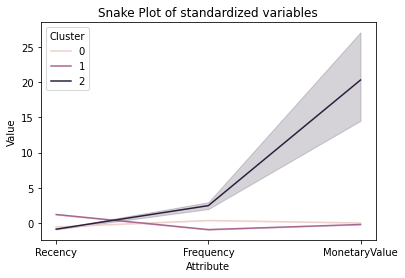 Snake Plot of standardized variables
Cluster
0
1
2
25
20
15
10
5
0
Value
Recency Frequency MonetaryValue
Attribute